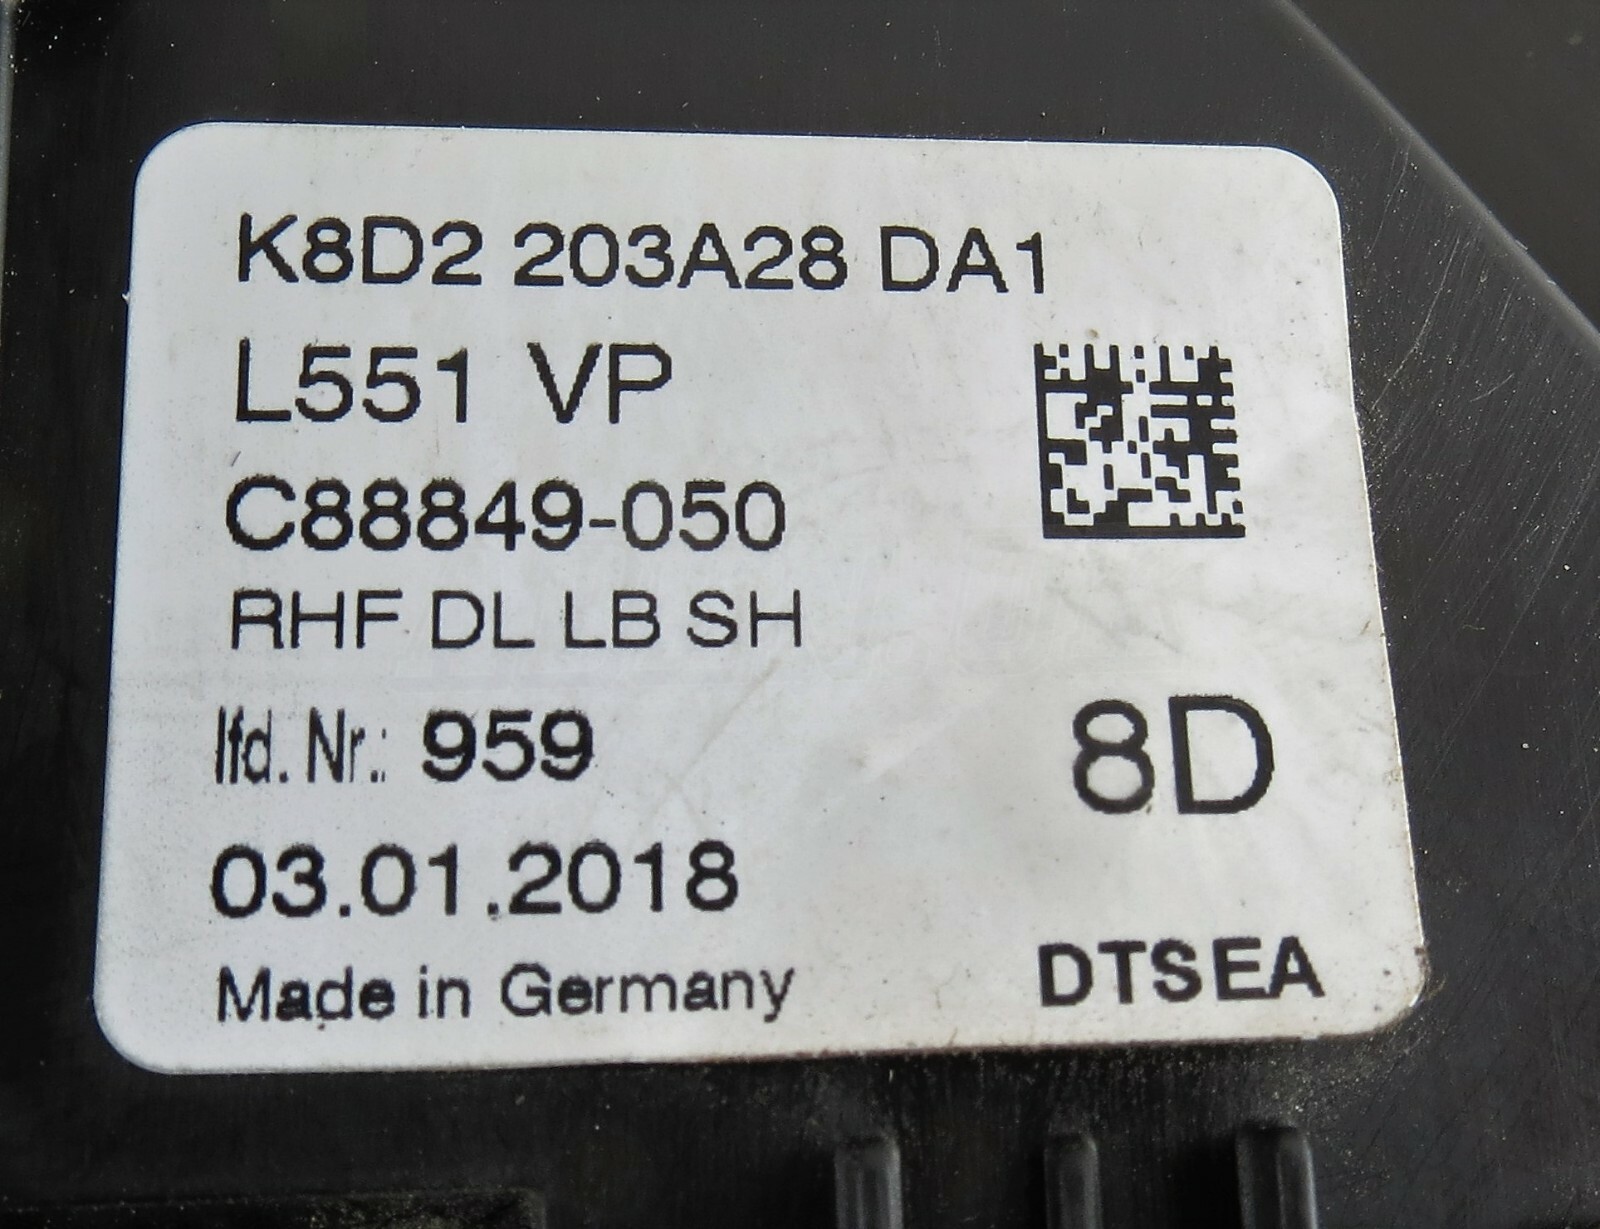 K8D2 203A28 DA1
L551 VP
C88849-050
RHF DL LB SH
lfd. Nr.: 959
8D
03.01.2018
Made in Germany
DTSEA